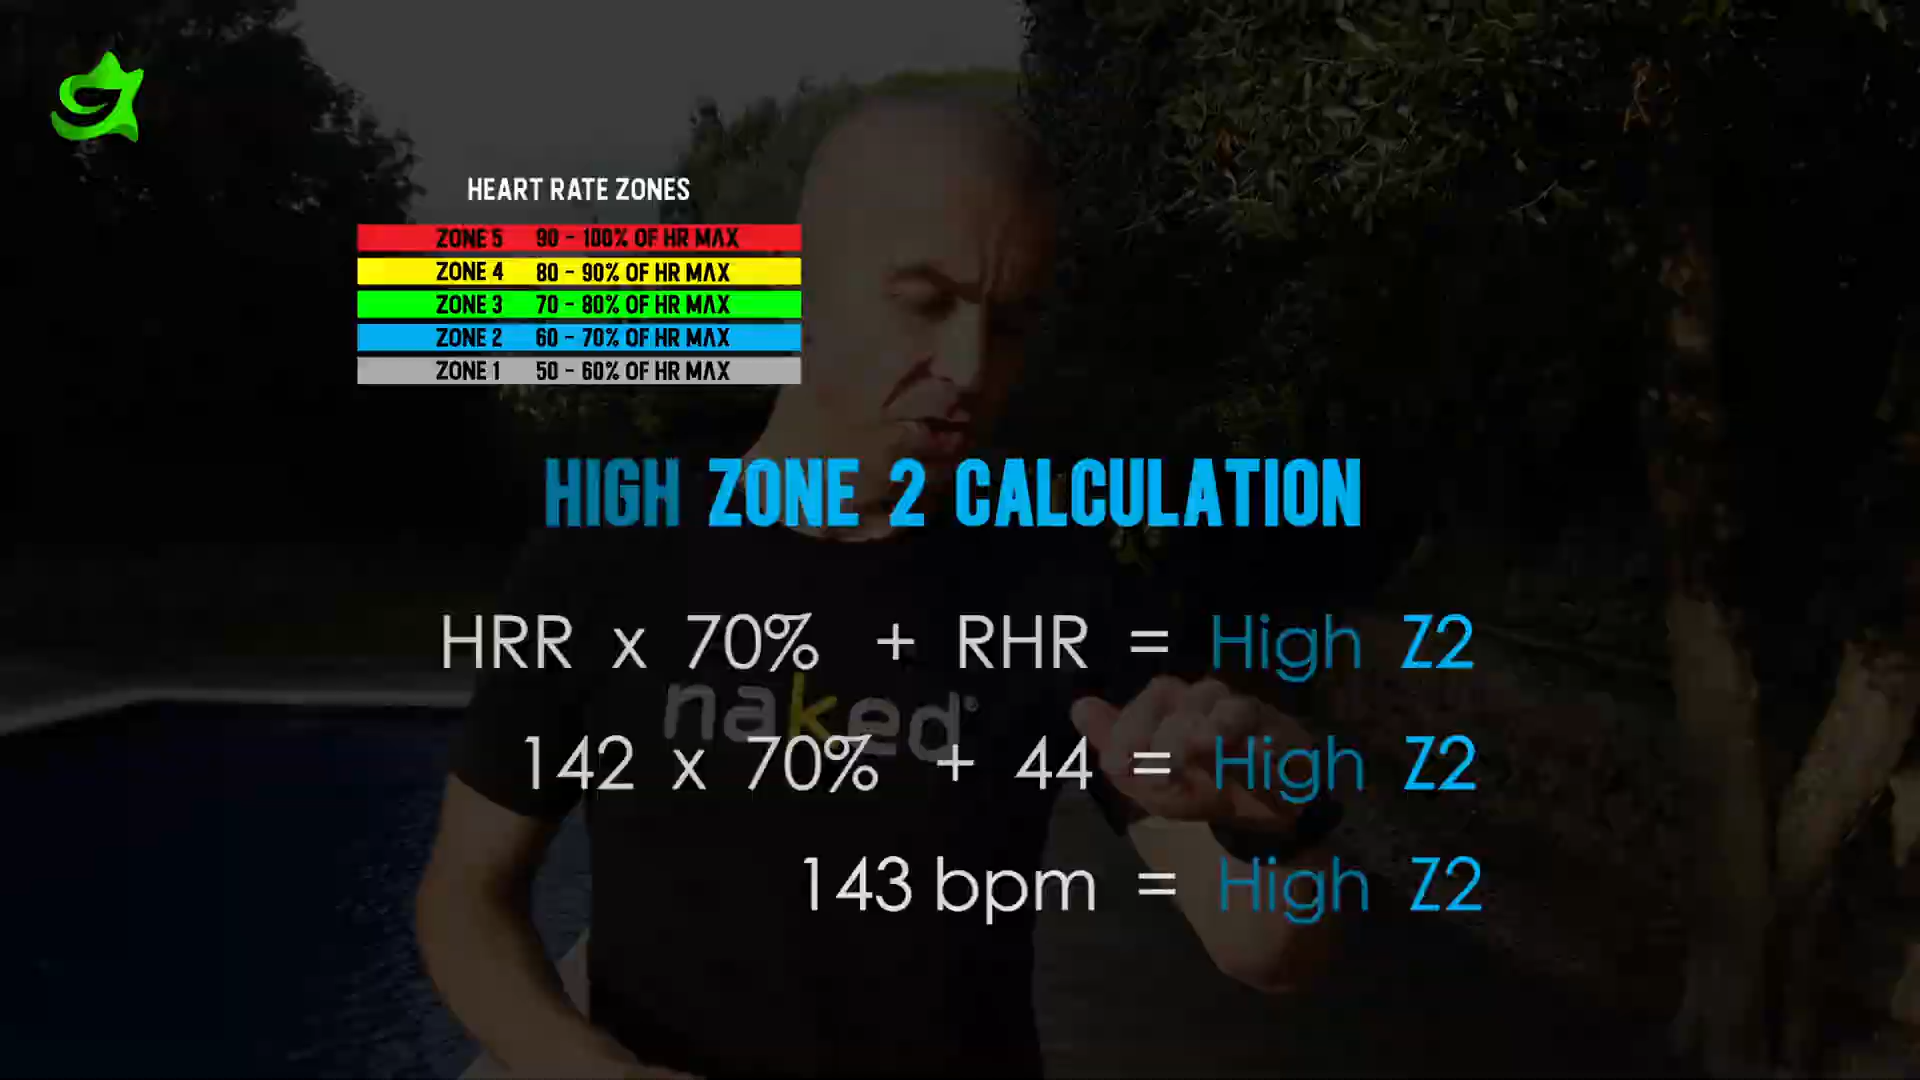 HEART RATE ZONES
ZONE 5 90 - 100% OF HR MAX
ZONE 4 80 - 90% OF HR MAX
ZONE 3 70 - 80% OF HR MAX
ZONE 2 60 - 70% OF HR MAX
ZONE 1 50 - 60% OF HR MAX
HIGH ZONE 2 CALCULATION
HRR x 70% + RHR = High Z2
naked®
142 x 70% + 44 = High Z2
143 bpm = High Z2